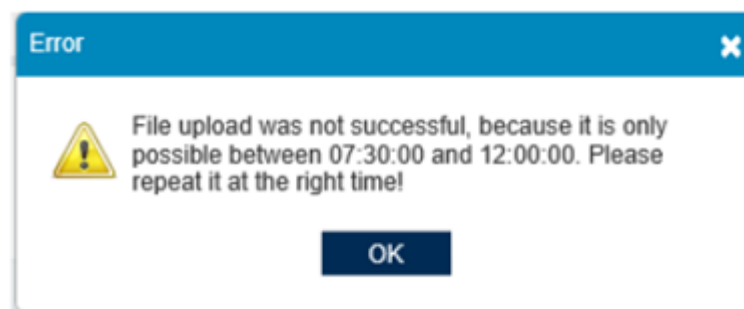 Error
File upload was not successful, because it is only
possible between 07:30:00 and 12:00:00. Please
repeat it at the right time!
OK